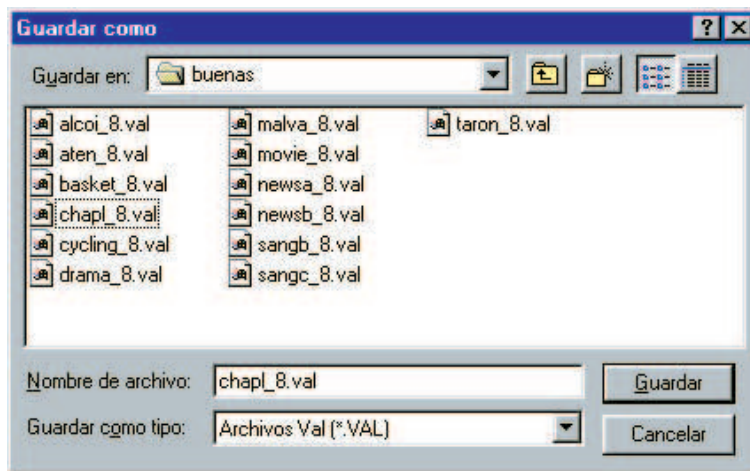 Guardar como
Guardar en: buenas
alcoi_8.val malva_8.val taron_8.val
aten_8.val movie_8.val
basket_8.val newsa_8.val
chapl_8.val newsb_8.val
cycling_8.val sangb_8.val
drama_8.val sangc_8.val
Nombre de archivo: chapl_8.val Guardar
Guardar como tipo: Archivos Val (*.VAL) Cancelar